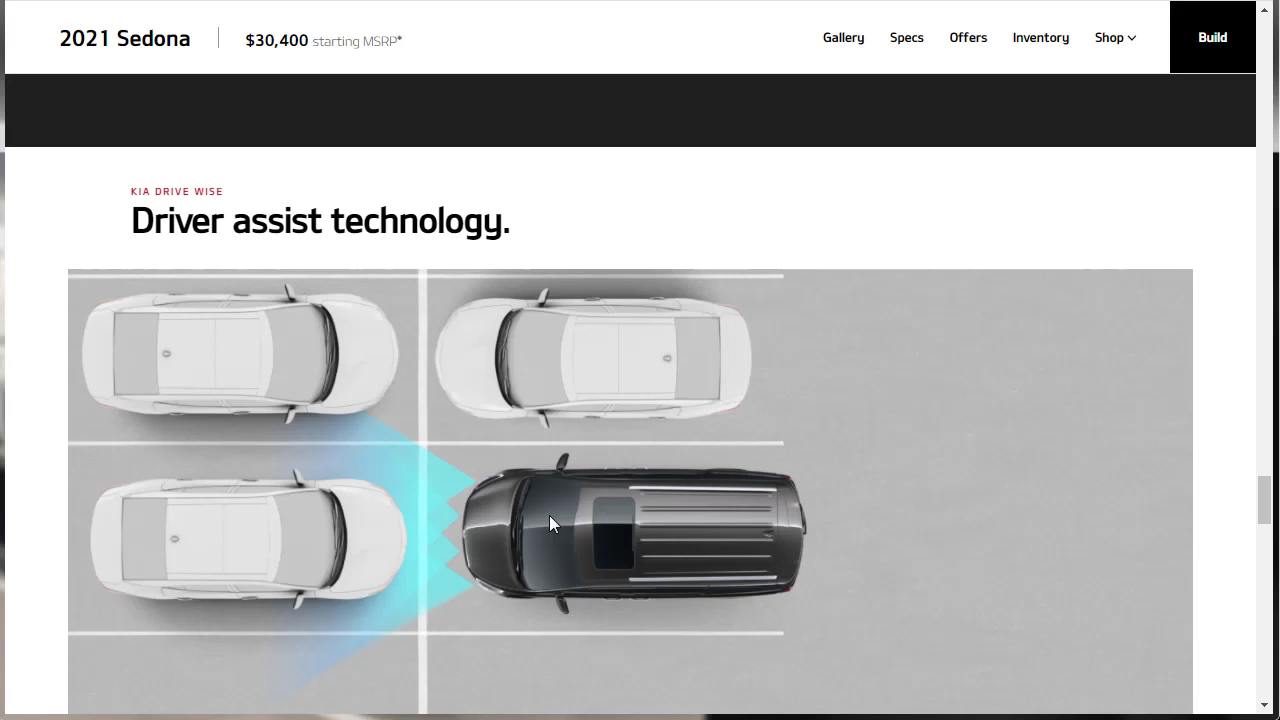 2021 Sedona
$30,400 starting MSRP*
Gallery
Specs
Offers
Inventory
Shop
Build
KIA DRIVE WISE
Driver assist technology.